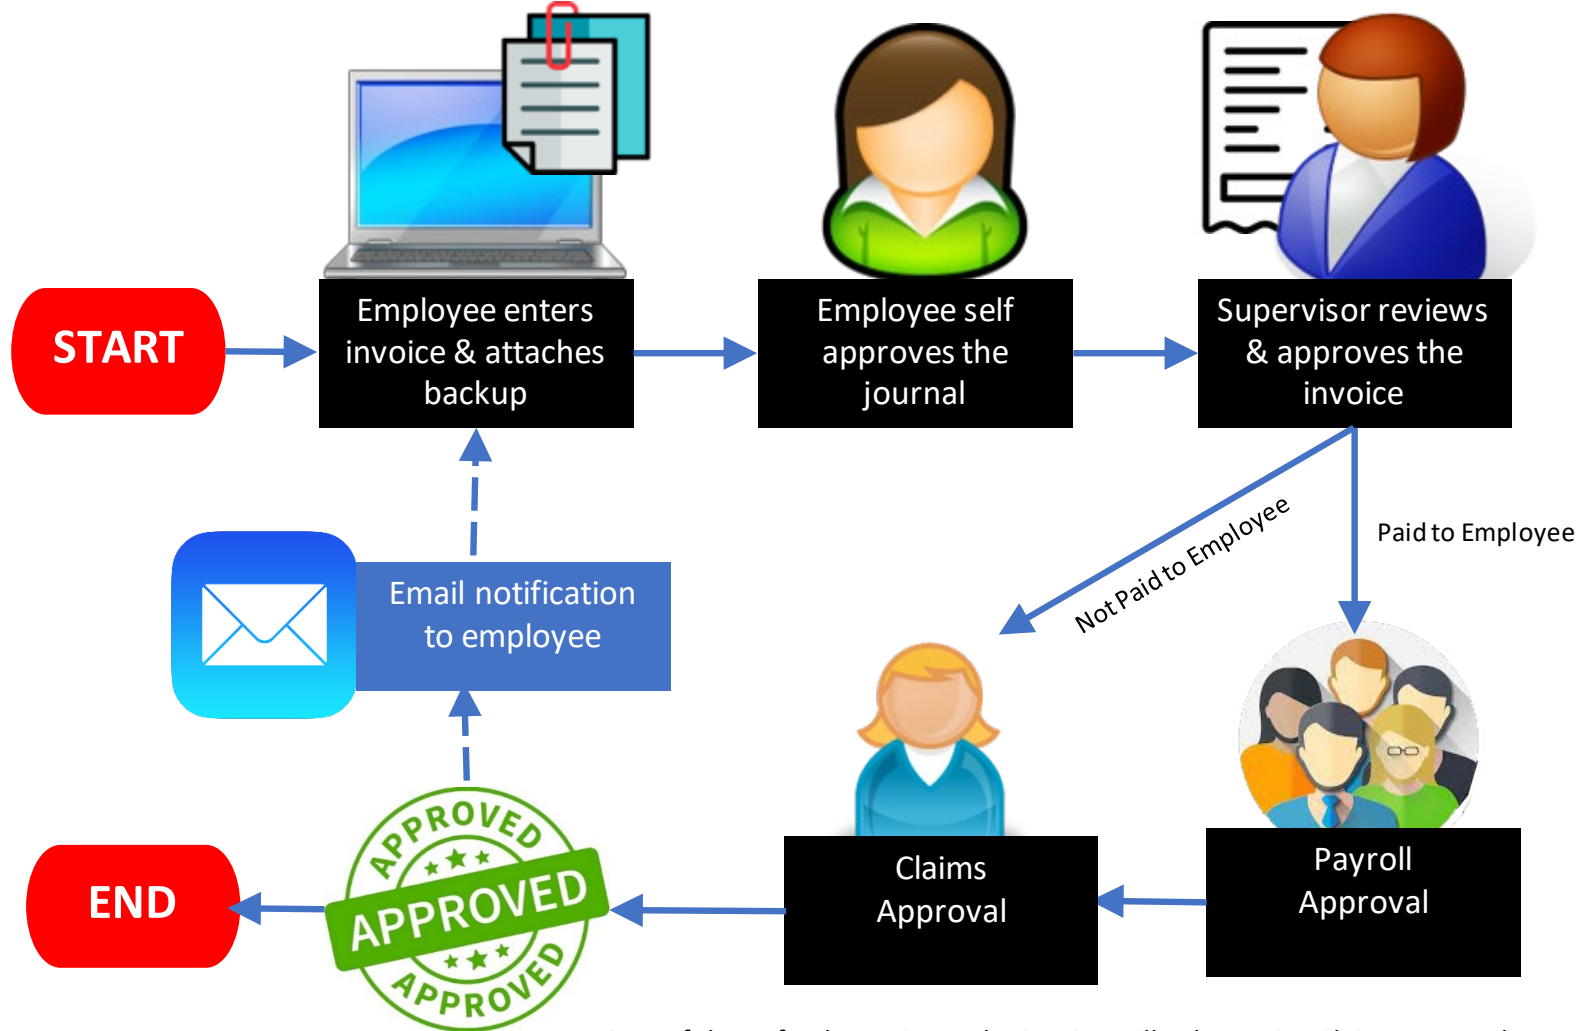 START
Employee enters
invoice & attaches
backup
Employee self
approves the
journal
Supervisor reviews
& approves the
invoice
Not Paid to Employee
Paid to Employee
Email notification
to employee
Claims
Approval
Payroll
Approval
APPROVED
APPROVED
APPROVED
END